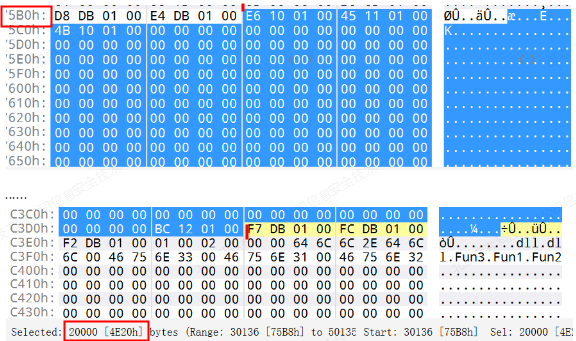 75B0h: D8 DB 01 00 E4 DB 01 00 E6 10 01 00 45 11 01 00 ØÛ..äÛ..æ...E...
75C0h: 4B 10 01 00 00 00 00 00 00 00 00 00 00 00 00 00 K...............
75D0h: 00 00 00 00 00 00 00 00 00 00 00 00 00 00 00 00 ................
75E0h: 00 00 00 00 00 00 00 00 00 00 00 00 00 00 00 00 ................
75F0h: 00 00 00 00 00 00 00 00 00 00 00 00 00 00 00 00 ................
7600h: 00 00 00 00 00 00 00 00 00 00 00 00 00 00 00 00 ................
7610h: 00 00 00 00 00 00 00 00 00 00 00 00 00 00 00 00 ................
7620h: 00 00 00 00 00 00 00 00 00 00 00 00 00 00 00 00 ................
7630h: 00 00 00 00 00 00 00 00 00 00 00 00 00 00 00 00 ................
7640h: 00 00 00 00 00 00 00 00 00 00 00 00 00 00 00 00 ................
7650h: 00 00 00 00 00 00 00 00 00 00 00 00 00 00 00 00 ................
......
C3C0h: 00 00 00 00 00 00 00 00 00 00 00 00 00 00 00 00 ................
C3D0h: 00 00 00 00 BC 12 01 00 F7 DB 01 00 FC DB 01 00 ....¼...÷Û..üÛ..
C3E0h: F2 DB 01 00 01 00 02 00 00 00 64 6C 6C 2E 64 6C òÛ........dll.dl
C3F0h: 6C 00 46 75 6E 33 00 46 75 6E 31 00 46 75 6E 32 l.Fun3.Fun1.Fun2
C400h: 00 00 00 00 00 00 00 00 00 00 00 00 00 00 00 00 ................
C410h: 00 00 00 00 00 00 00 00 00 00 00 00 00 00 00 00 ................
C420h: 00 00 00 00 00 00 00 00 00 00 00 00 00 00 00 00 ................
C430h: 00 00 00 00 00 00 00 00 00 00 00 00 00 00 00 00 ................
Selected: 20000 [4E20h] bytes (Range: 30136 [75B8h] to 50135 Start: 30136 [75B8h] Sel: 20000 [4E2